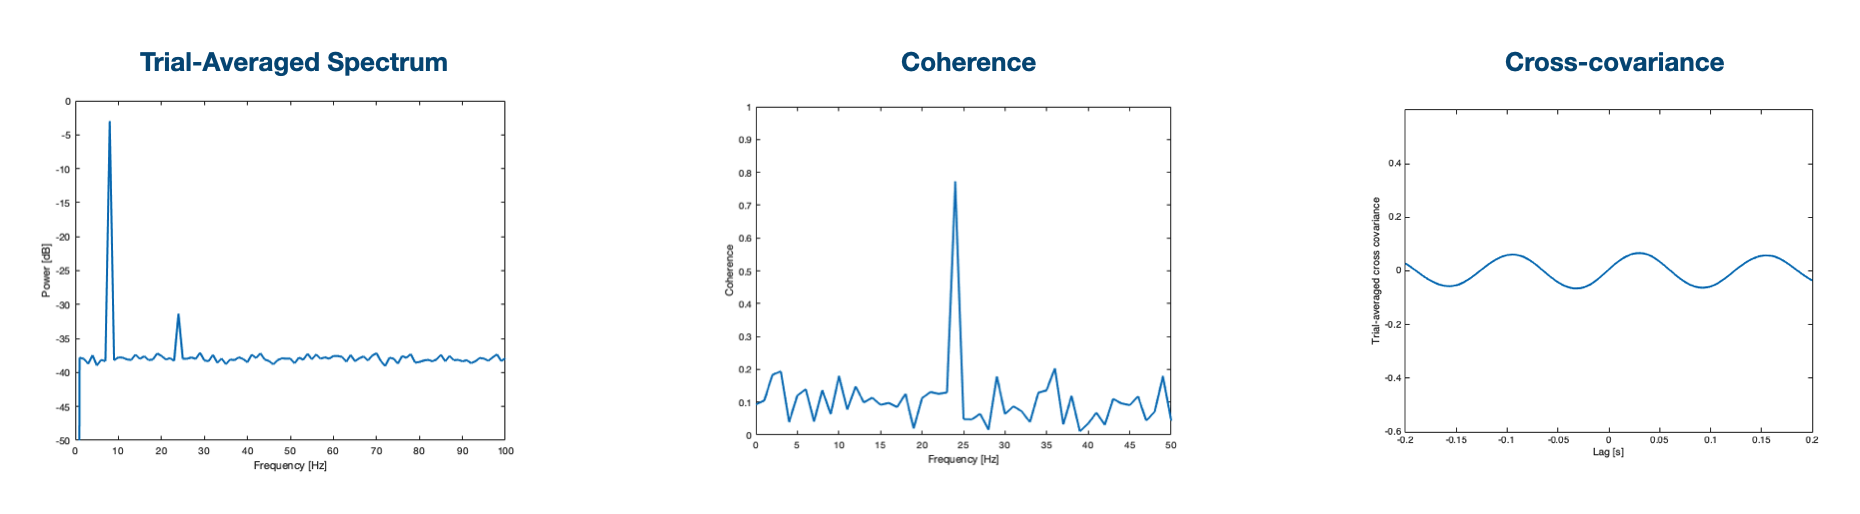 Trial-Averaged Spectrum
Power [dB]
0
-5
-10
-15
-20
-25
-30
-35
-40
-45
-50
0 10 20 30 40 50 60 70 80 90 100
Frequency [Hz]
Coherence
Coherence
1
0.9
0.8
0.7
0.6
0.5
0.4
0.3
0.2
0.1
0
0 5 10 15 20 25 30 35 40 45 50
Frequency [Hz]
Cross-covariance
Trial-averaged cross covariance
0.4
0.2
0
-0.2
-0.4
-0.6
-0.2 -0.15 -0.1 -0.05 0 0.05 0.1 0.15 0.2
Lag [s]